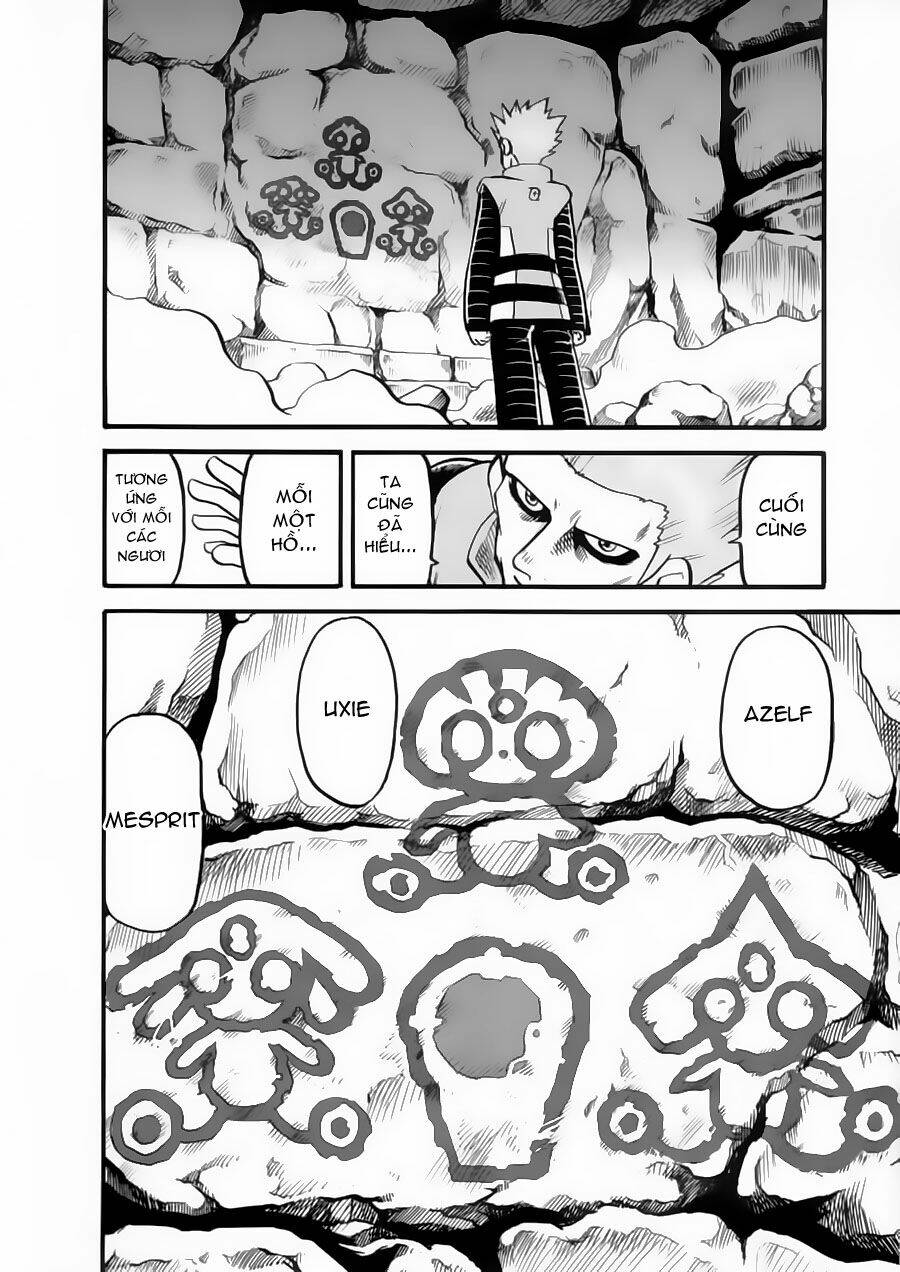 CUỐI
CÙNG
TA
CŨNG
ĐÃ
HIỂU...
MỖI
MỘT
HỒ...
TƯƠNG
ỨNG
VỚI MỖI
CÁC
NGƯƠI
AZELF
UXIE
MESPRIT